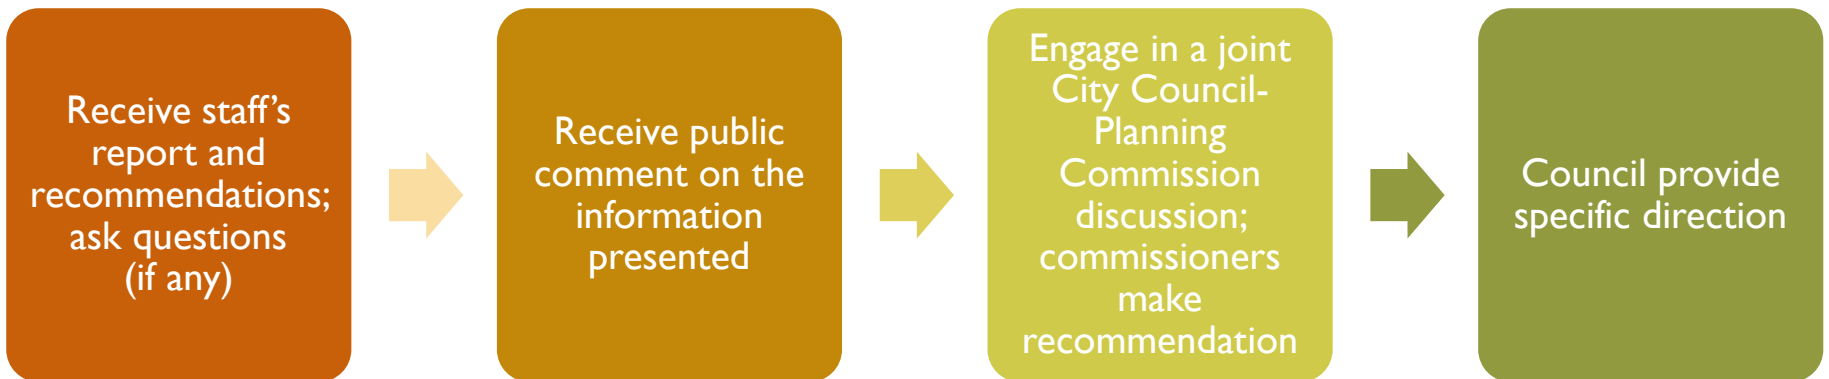 Receive staff’s
report and
recommendations;
ask questions
(if any)
Receive public
comment on the
information
presented
Engage in a joint
City Council-
Planning
Commission
discussion;
commissioners
make
recommendation
Council provide
specific direction